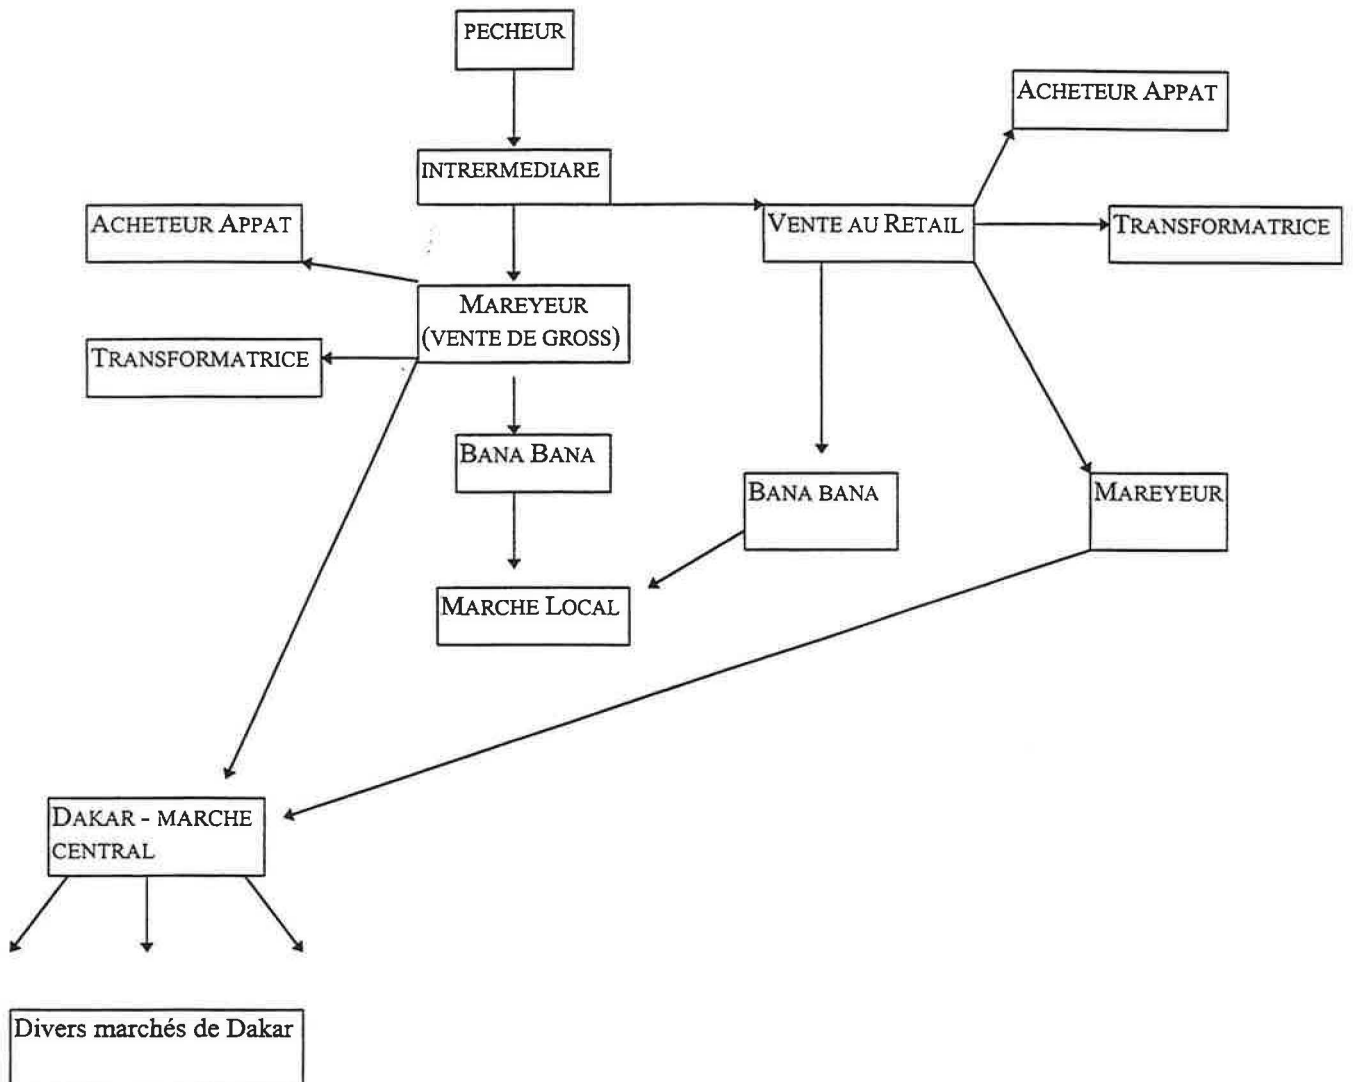 PECHEUR
ACHETEUR APPAT
INTRERMEDIARE
ACHETEUR APPAT
VENTE AU RETAIL
TRANSFORMATRICE
MAREYEUR
(VENTE DE GROSS)
TRANSFORMATRICE
BANA BANA
BANA BANA
MAREYEUR
MARCHE LOCAL
DAKAR - MARCHE
CENTRAL
Divers marchés de Dakar